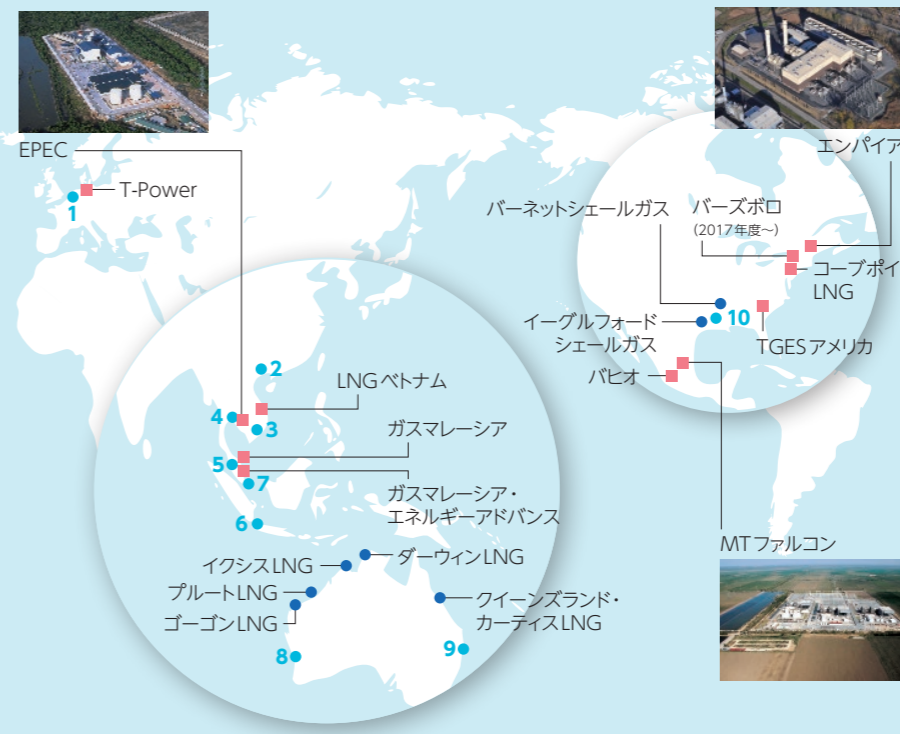 EPEC
T-Power
1
エンパイア
バーネットシェールガス
バーズボロ
(2017年度〜)
コーブポイ
LNG
10
イーグルフォード
シェールガス
TGESアメリカ
バヒオ
2
LNGベトナム
4
3
ガスマレーシア
5
7
ガスマレーシア・
エネルギーアドバンス
6
MTファルコン
ダーウィンLNG
イクシスLNG
プルートLNG
クイーンズランド・
カーティスLNG
ゴーゴンLNG
8
9